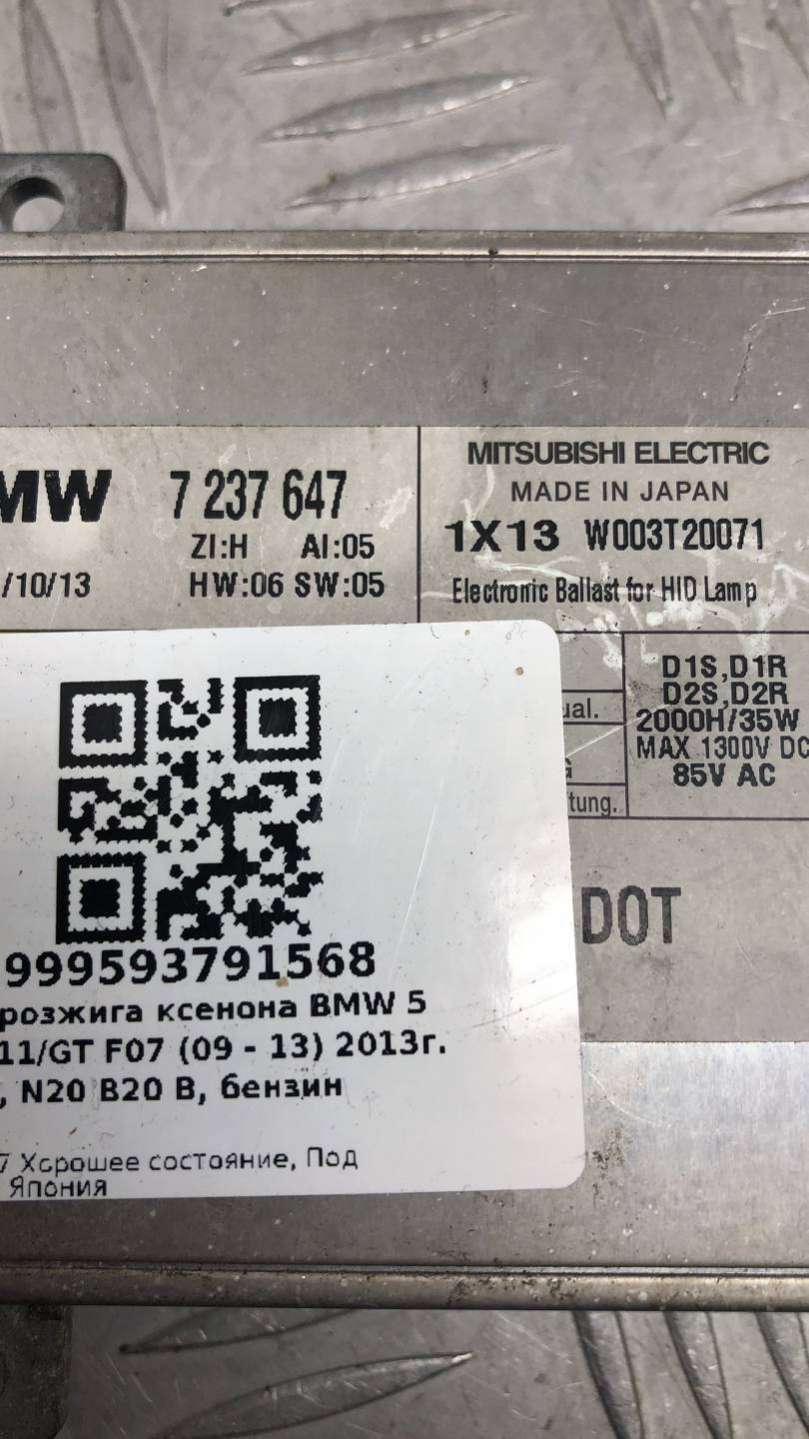 MW 7 237 647
ZI:H AI:05
/10/13 HW:06 SW:05
MITSUBISHI ELECTRIC
MADE IN JAPAN
1X13 W003T20071
Electronic Ballast for HID Lamp
ual.
G
tung.
D1S,D1R
D2S,D2R
2000H/35W
MAX 1300V DC
85V AC
DOT
999593791568
розжига ксенона BMW 5
11/GT F07 (09 - 13) 2013г.
, N20 B20 B, бензин
7 Хорошее состояние, Под
Япония